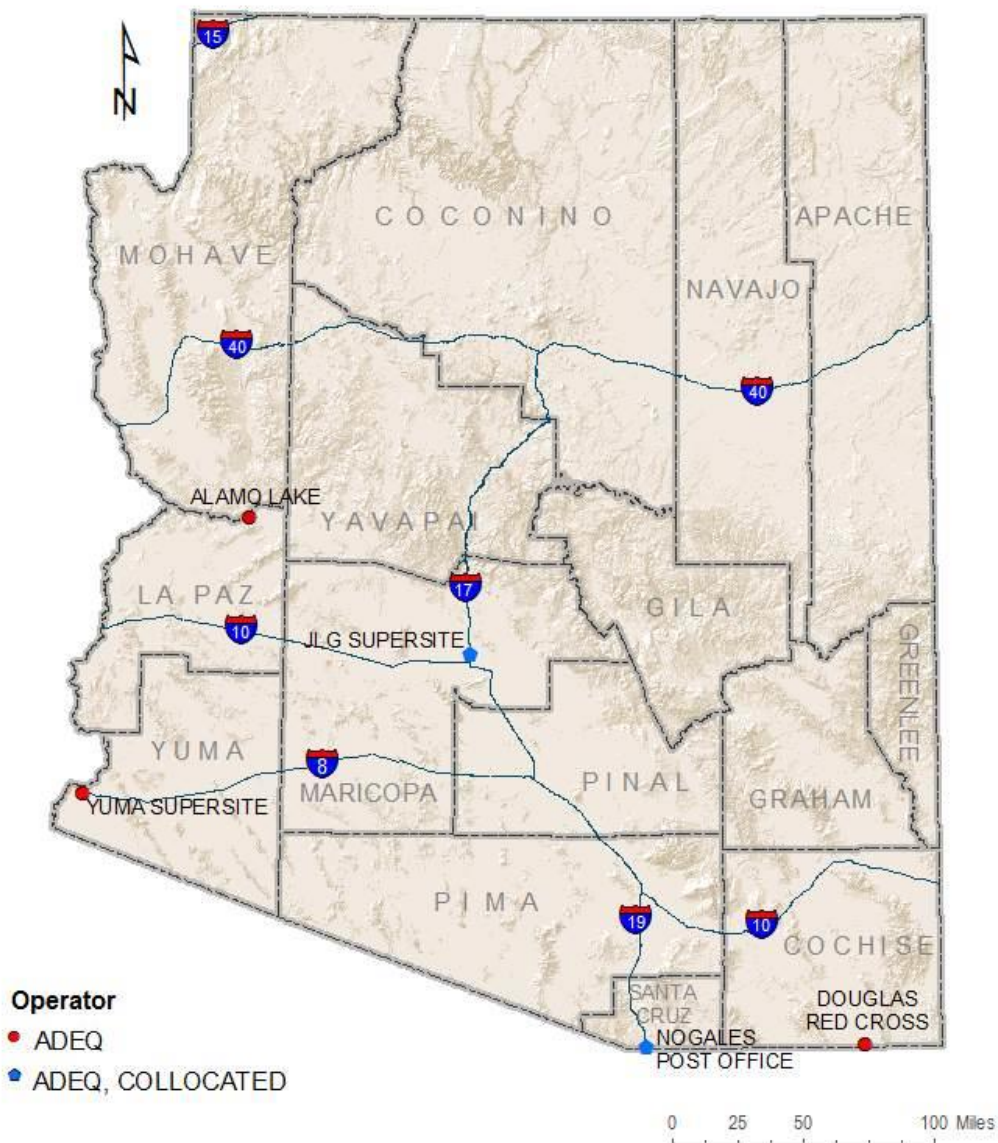 15
N
COCONINO
APACHE
MOHAVE
NAVAJO
40
40
ALAMO LAKE
YAVAPAI
17
LA PAZ
GILA
10
JLG SUPERSITE
GREENLEE
YUMA
8
PINAL
MARICOPA
GRAHAM
YUMA SUPERSITE
PIMA
19
10
COCHISE
SANTA
CRUZ
DOUGLAS
RED CROSS
NOGALES
POST OFFICE
Operator
ADEQ
ADEQ, COLLOCATED
0 25 50 100 Miles